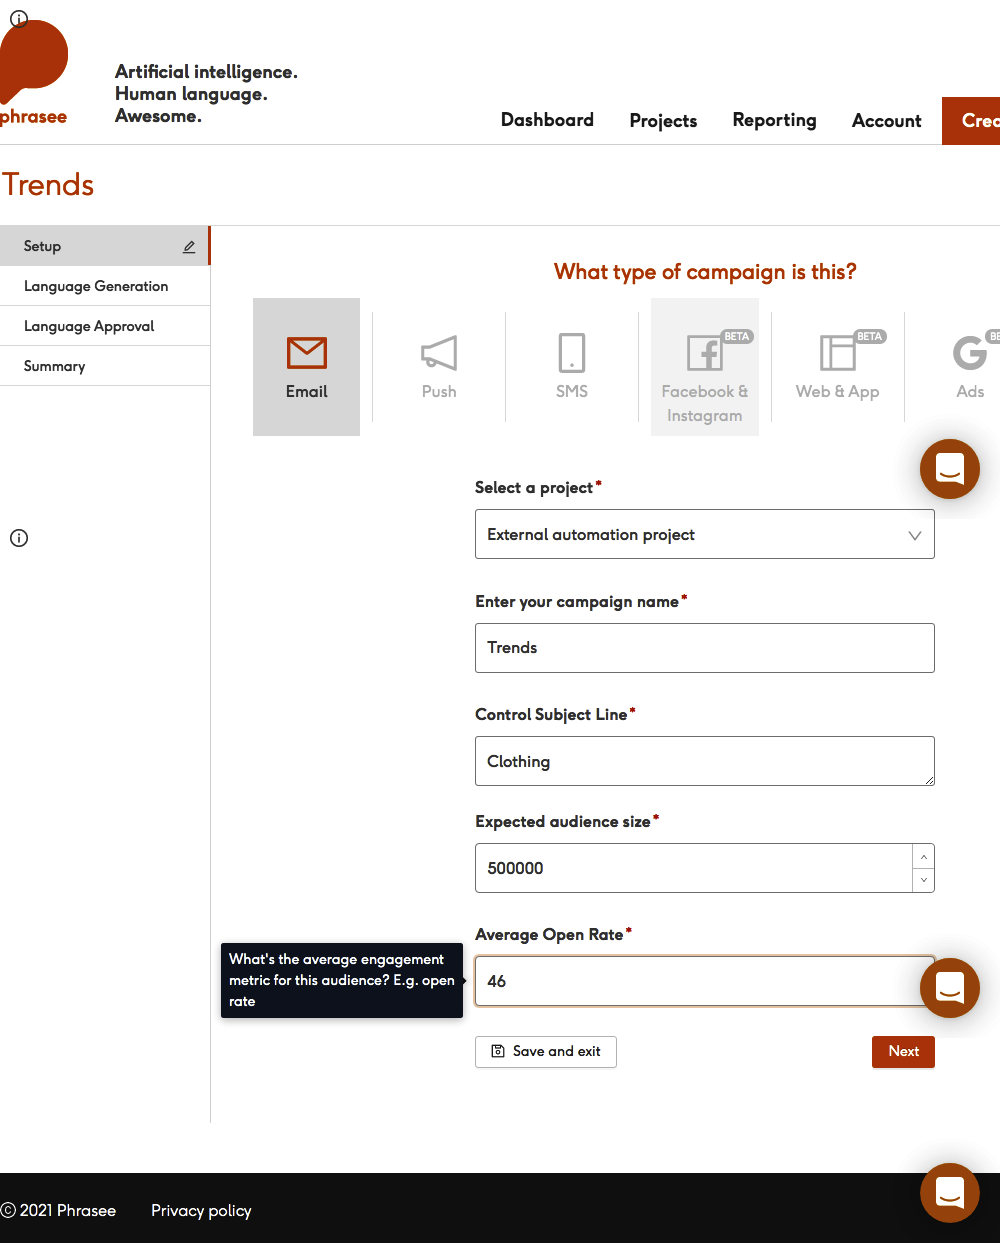 phrasee
Artificial intelligence.
Human language.
Awesome.
Dashboard Projects Reporting Account
Trends
Setup
Language Generation
Language Approval
Summary
What type of campaign is this?
Email
Push
SMS
BETA
Facebook &
Instagram
BETA
Web & App
Ads
Select a project*
External automation project
Enter your campaign name*
Trends
Control Subject Line*
Clothing
Expected audience size*
500000
Average Open Rate*
What's the average engagement
metric for this audience? E.g. open
rate
46
Save and exit
Next
© 2021 Phrasee Privacy policy